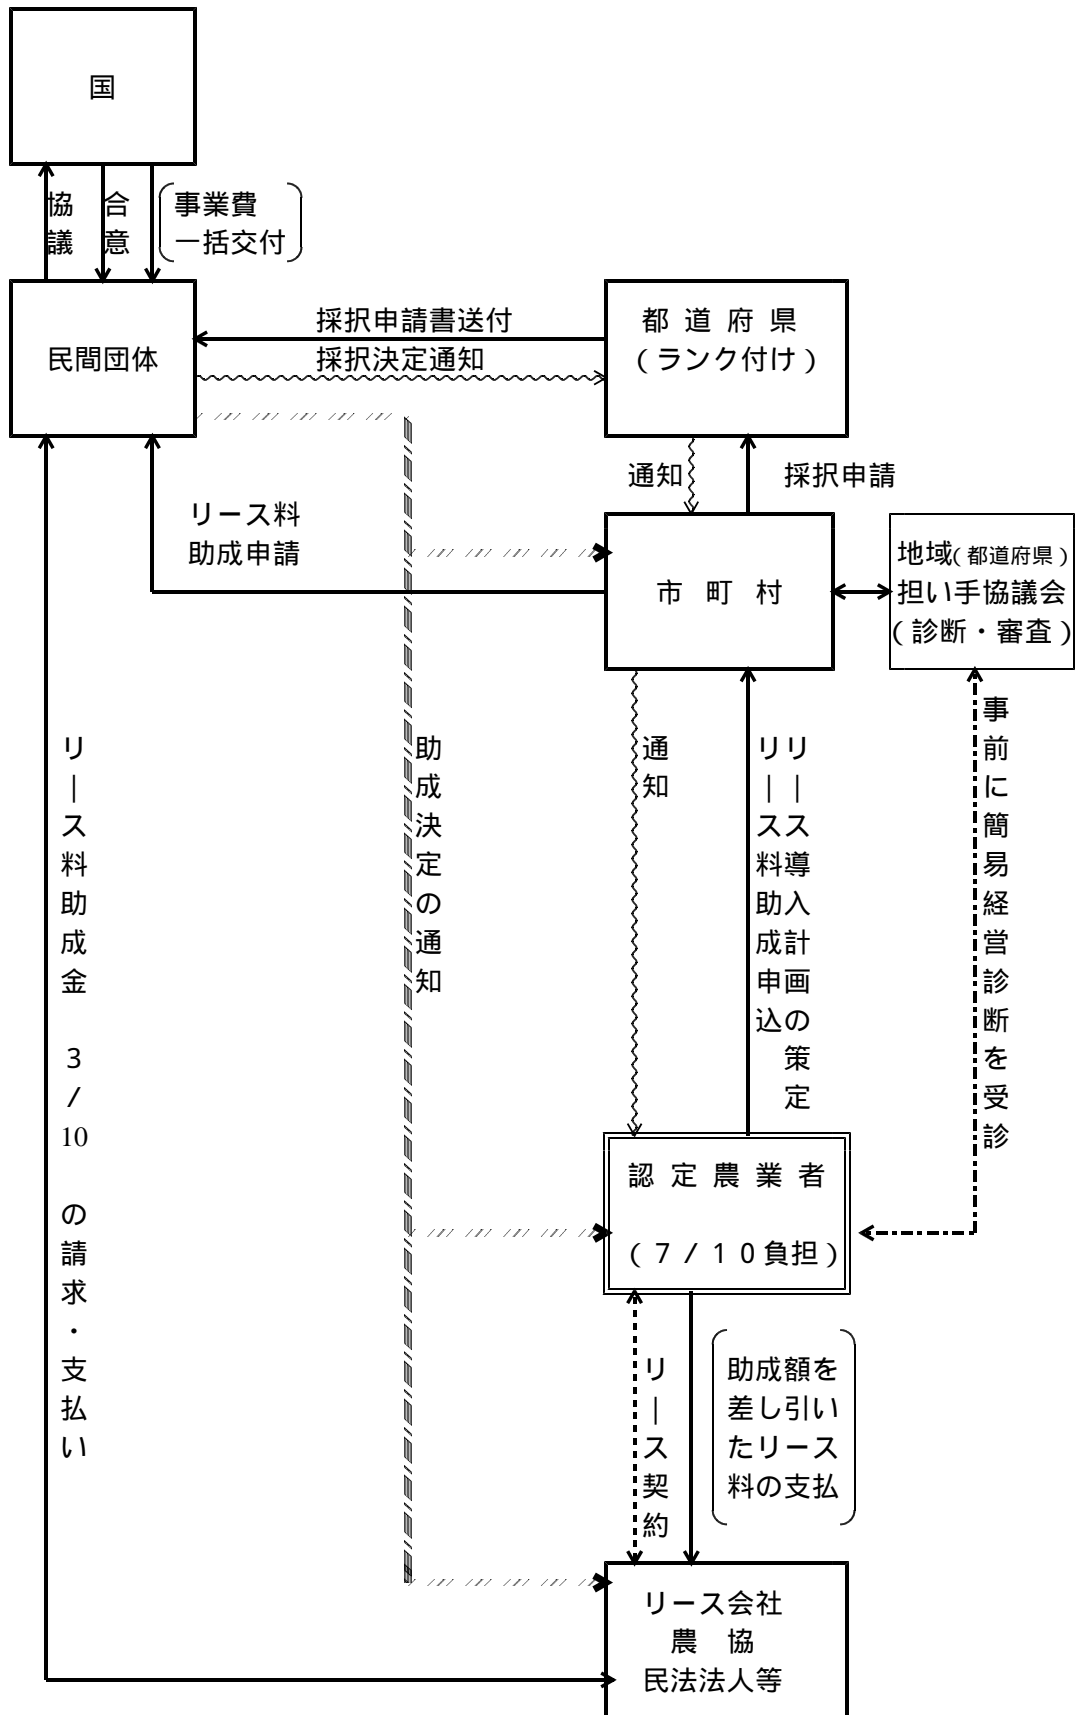 国
協議
合意
事業費
一括交付
民間団体
採択申請書送付
採択決定通知
都道府県
(ランク付け)
通知
採択申請
リース料
助成申請
市町村
地域(都道府県)
担い手協議会
(診断・審査)
リース料助成金 3/10 の請求・支払い
助成決定の通知
通知
リース導入計画の策定
リース料助成申込
事前に簡易経営診断を受診
認定農業者
(7/10負担)
リース契約
助成額を
差し引いた
リース
料の支払
リース会社
農 協
民法法人等